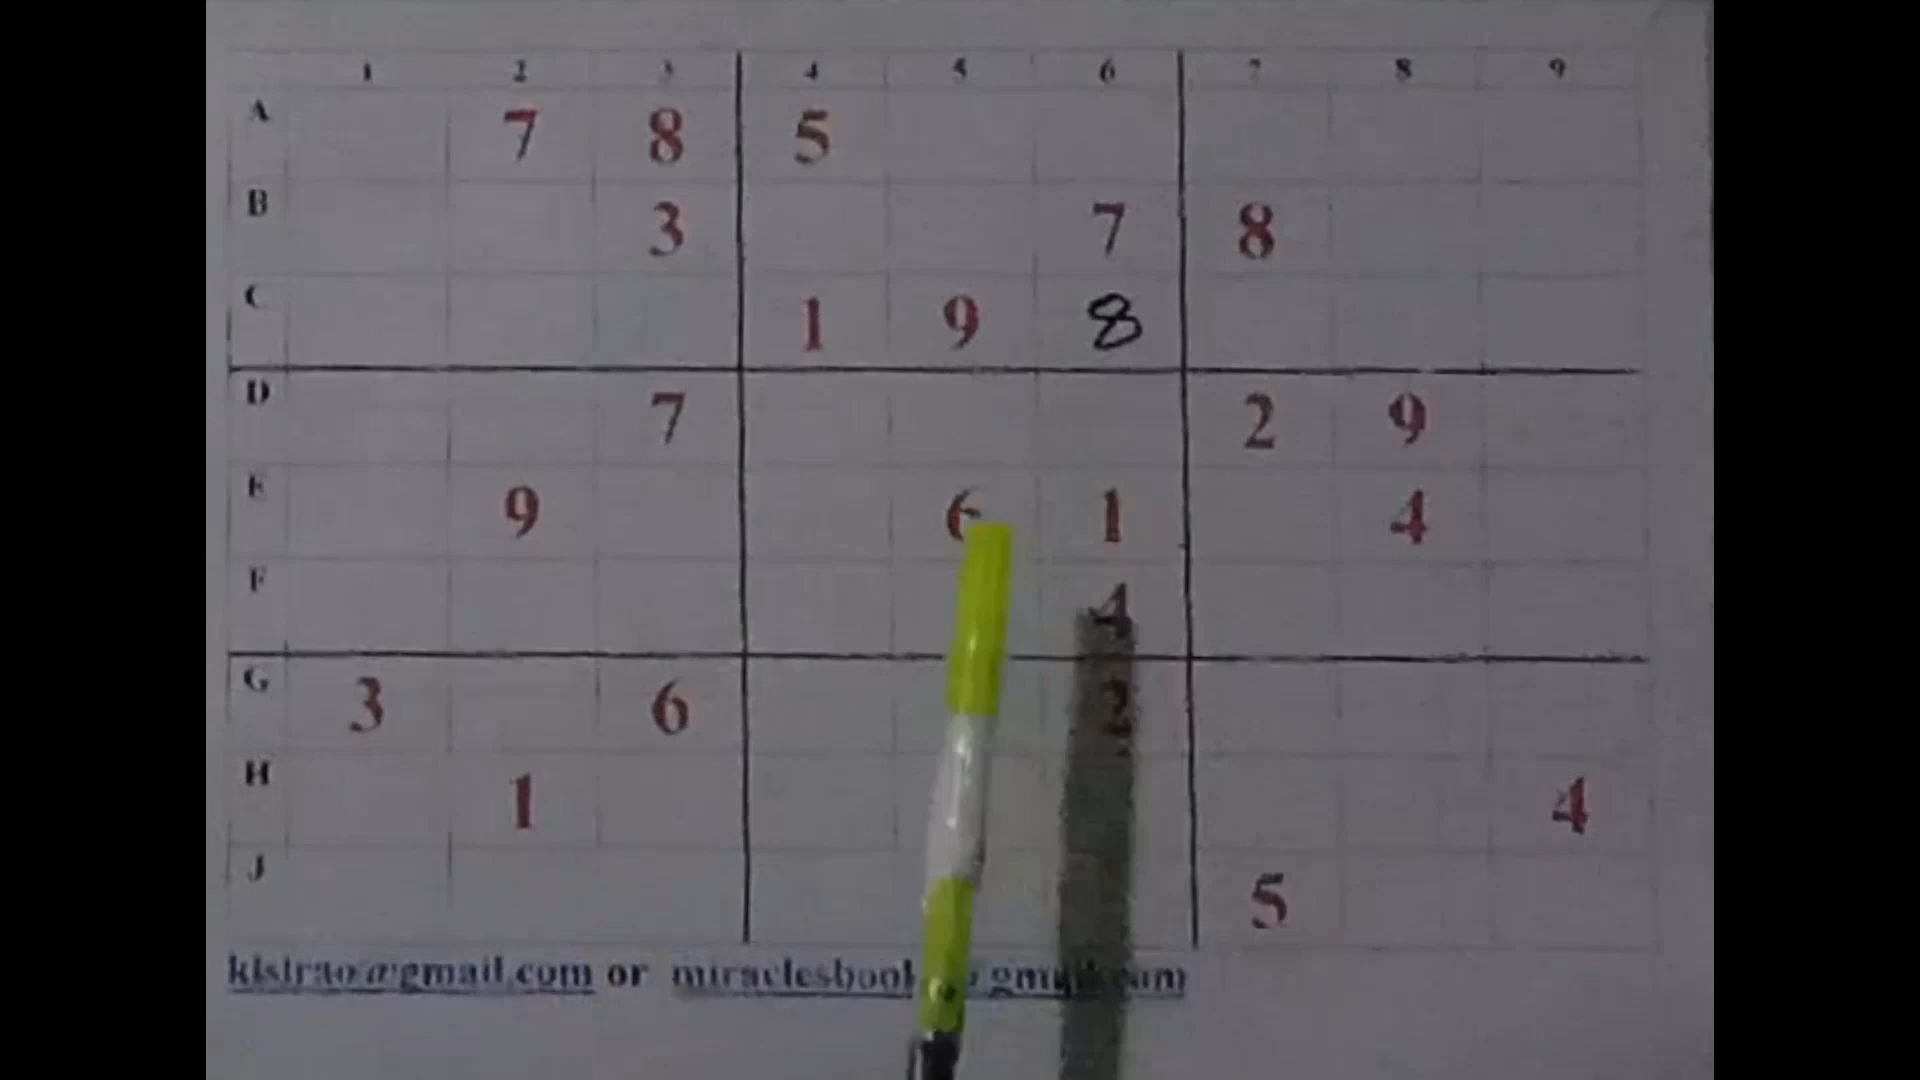 1 2 3 4 5 6 7 8 9
A 7 8 5
B 3 7 8
C 1 9 8
D 7 2 9
E 9 6 1 4
F 4
G 3 6 2
H 1 4
J 5
klsirao@gmail.com or